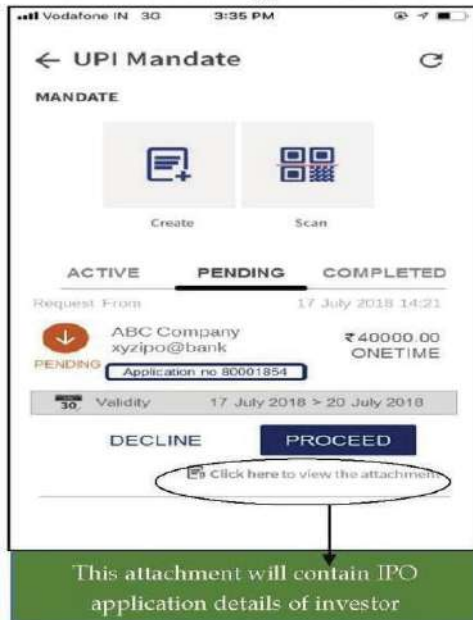 Vodafone IN 3G 3:35 PM
← UPI Mandate
MANDATE
Create Scan
ACTIVE PENDING COMPLETED
Request From 17 July 2018 14:21
ABC Company ₹40000.00
xyzipo@bank ONETIME
PENDING
Application no 80001854
30 Validity 17 July 2018 > 20 July 2018
DECLINE PROCEED
Click here to view the attachment
This attachment will contain IPO
application details of investor